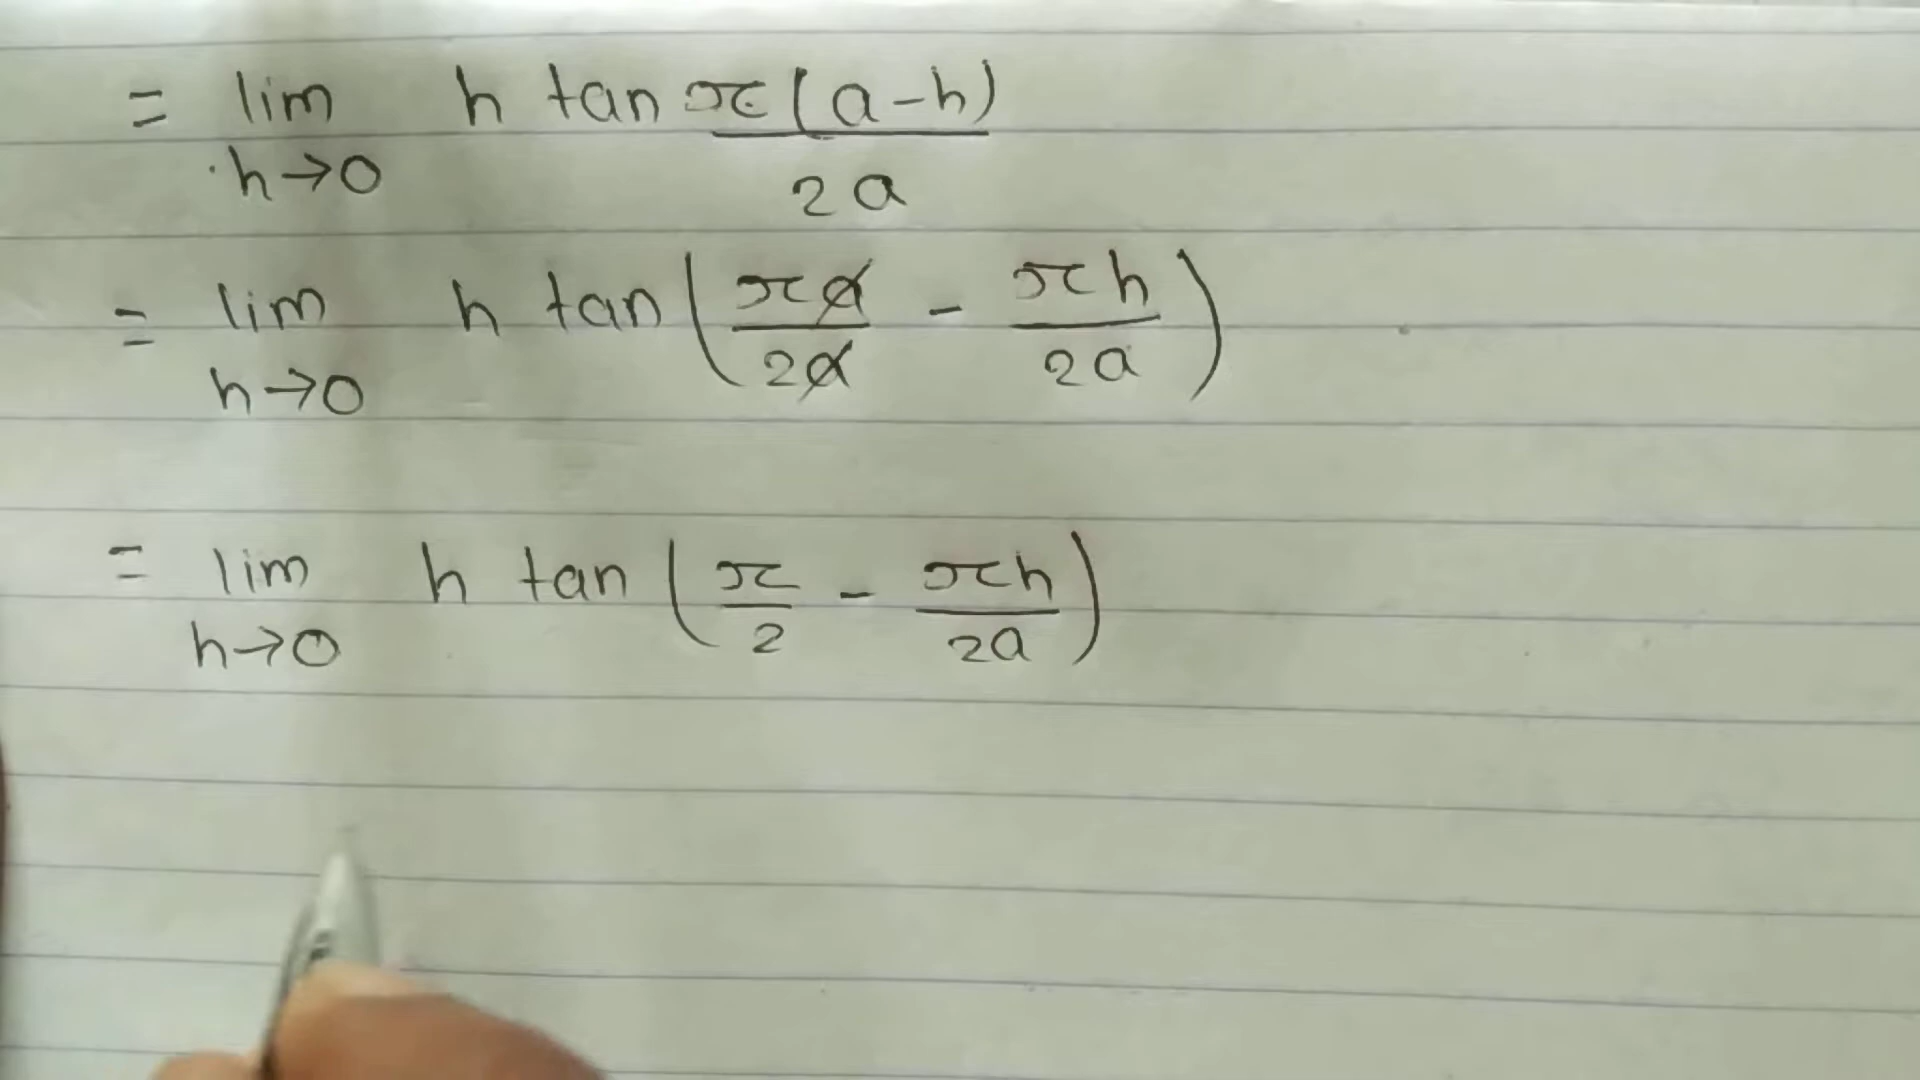 = lim h→0 h tan π(a-h)/2a
= lim h→0 h tan(πa/2a - πh/2a)
= lim h→0 h tan(π/2 - πh/2a)